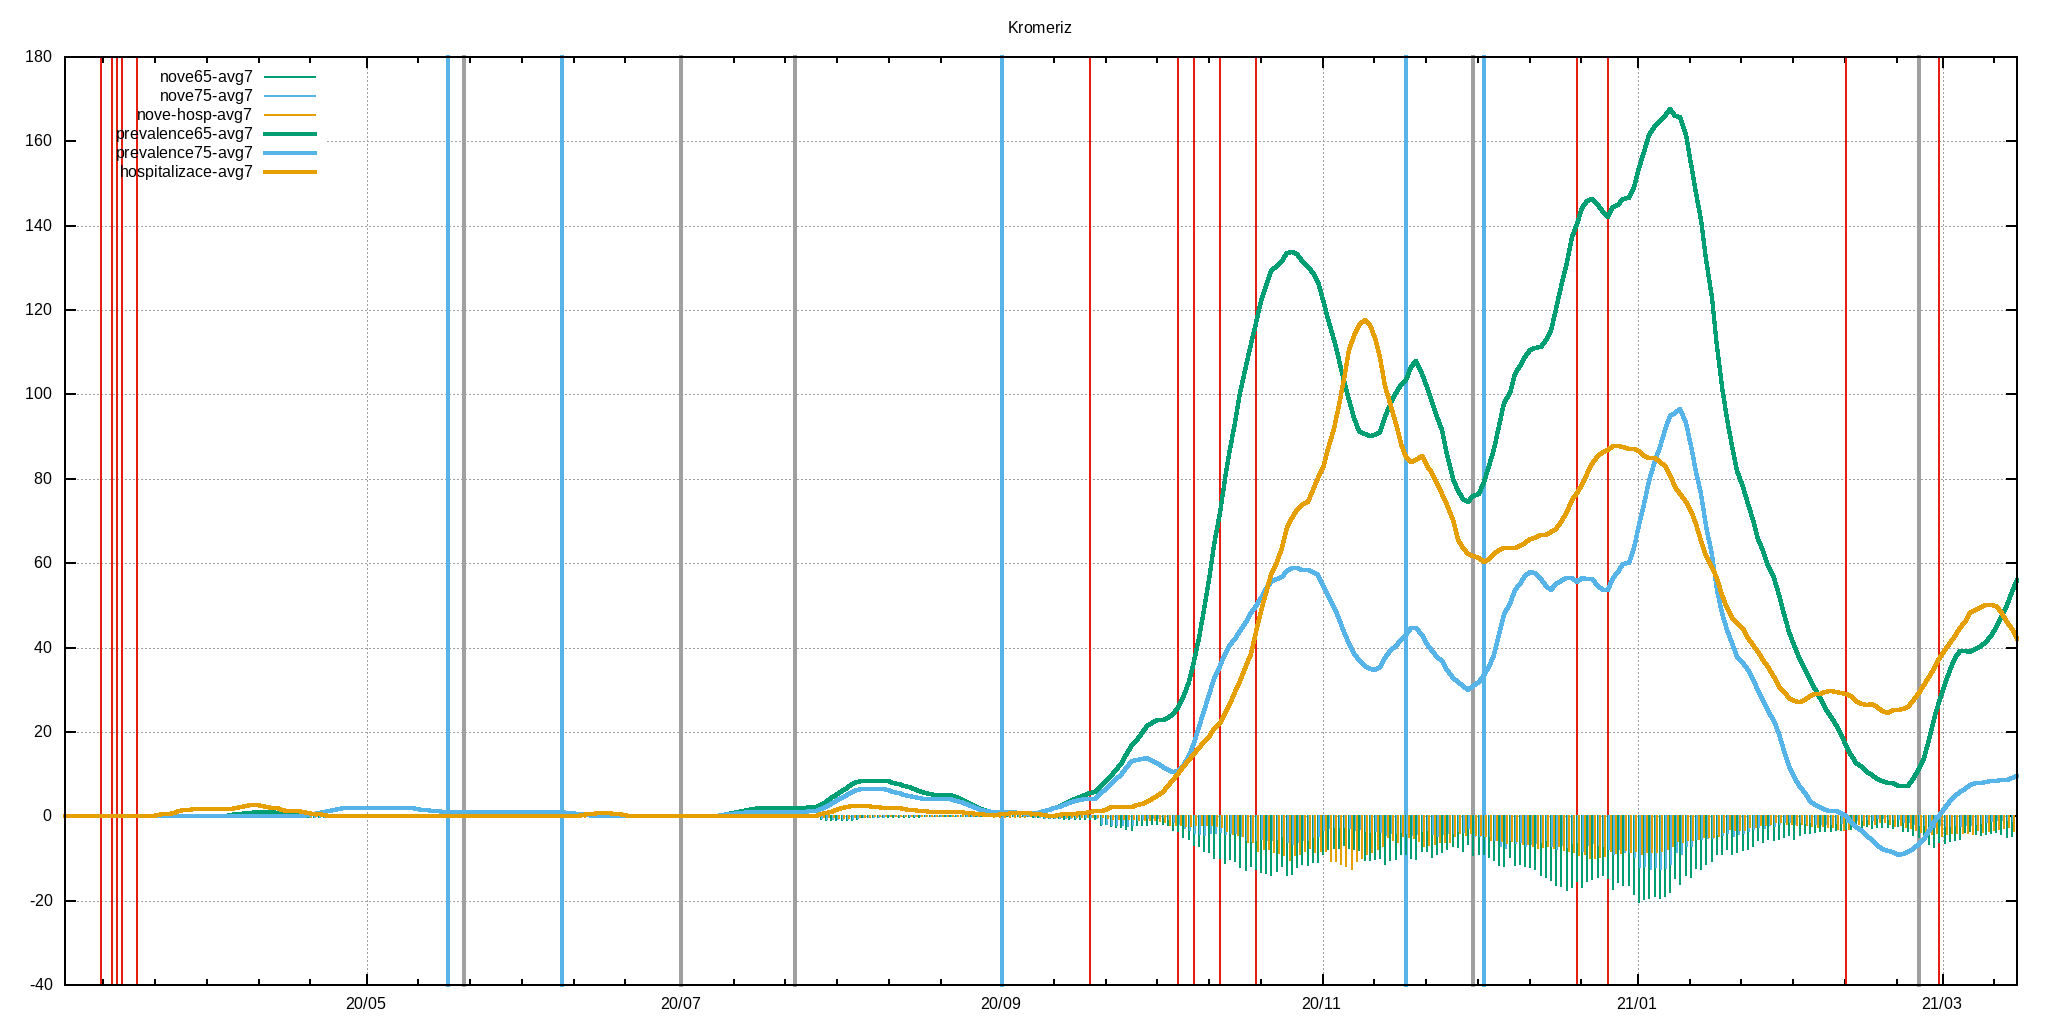 Kromeriz
180
160
140
120
100
80
60
40
20
0
-20
-40
nove65-avg7
nove75-avg7
nove-hosp-avg7
prevalence65-avg7
prevalence75-avg7
hospitalizace-avg7
20/05 20/07 20/09 20/11 21/01 21/03